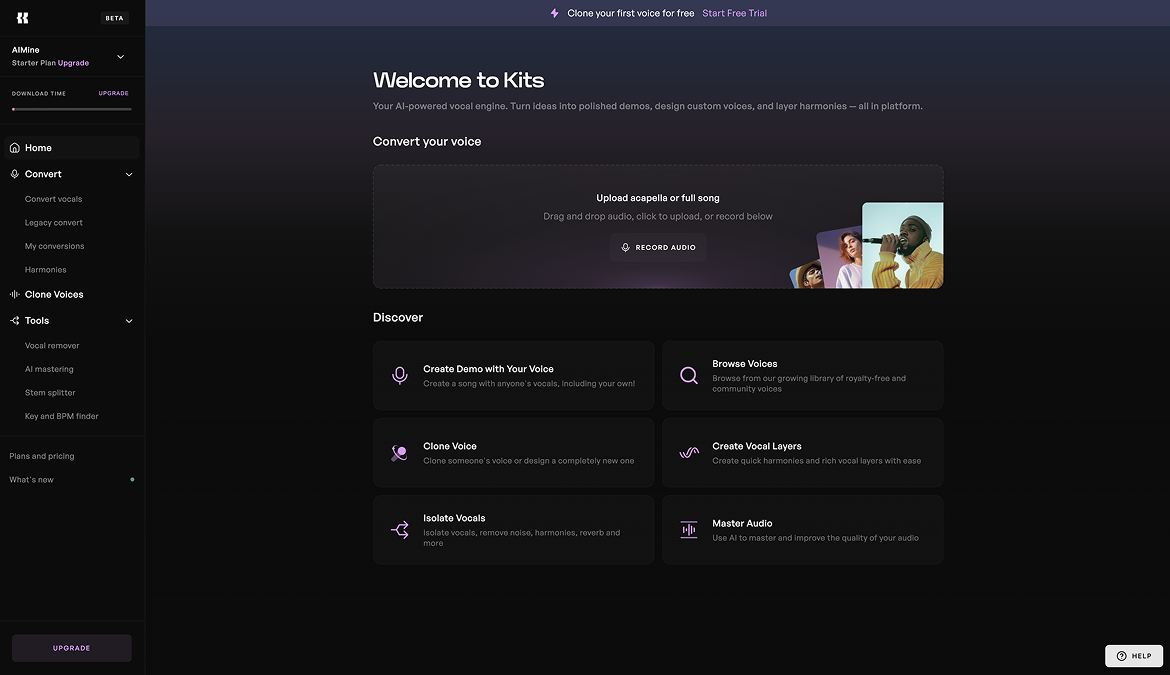 BETA
Clone your first voice for free Start Free Trial
AIMine
Starter Plan Upgrade
DOWNLOAD TIME UPGRADE
Home
Convert
Convert vocals
Legacy convert
My conversions
Harmonies
Clone Voices
Tools
Vocal remover
AI mastering
Stem splitter
Key and BPM finder
Plans and pricing
What's new
UPGRADE
Welcome to Kits
Your AI-powered vocal engine. Turn ideas into polished demos, design custom voices, and layer harmonies — all in platform.
Convert your voice
Upload acapella or full song
Drag and drop audio, click to upload, or record below
RECORD AUDIO
Discover
Create Demo with Your Voice
Create a song with anyone's vocals, including your own!
Browse Voices
Browse from our growing library of royalty-free and
community voices
Clone Voice
Clone someone's voice or design a completely new one
Create Vocal Layers
Create quick harmonies and rich vocal layers with ease
Isolate Vocals
Isolate vocals, remove noise, harmonies, reverb and
more
Master Audio
Use AI to master and improve the quality of your audio
HELP